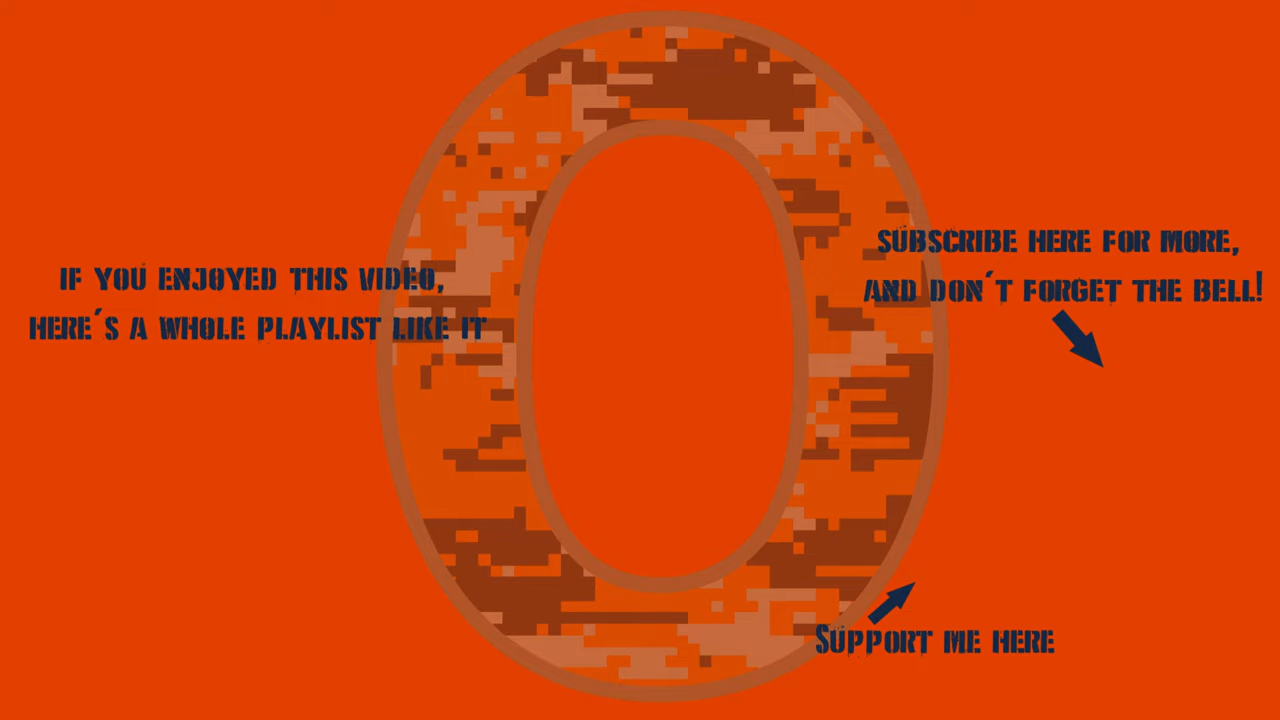 IF YOU ENJOYED THIS VIDEO,
HERE'S A WHOLE PLAYLIST LIKE IT
SUBSCRIBE HERE FOR MORE,
AND DON'T FORGET THE BELL!
SUPPORT ME HERE